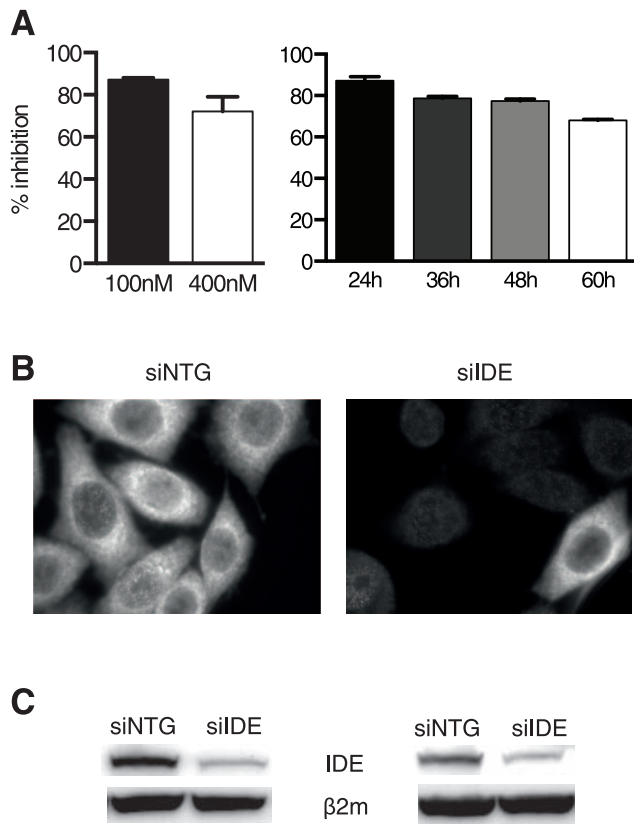 A
% inhibition
100
80
60
40
20
0
100nM 400nM
100
80
60
40
20
0
24h 36h 48h 60h
B
siNTG siIDE
C
siNTG siIDE siNTG siIDE
IDE
β2m